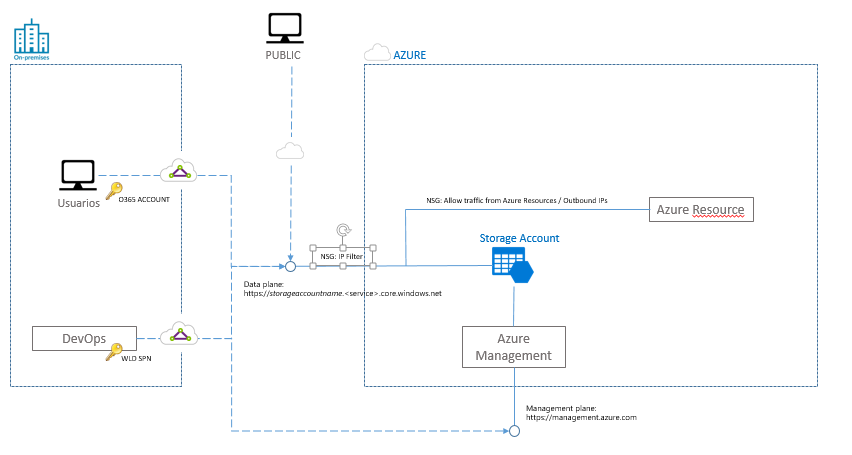 PUBLIC
On-premises
AZURE
Usuarios
O365 ACCOUNT
NSG: Allow traffic from Azure Resources / Outbound IPs
Azure Resource
Storage Account
NSG: IP Filter
Data plane:
https://storageaccountname.<service>.core.windows.net
DevOps
WLD SPN
Azure
Management
Management plane:
https://management.azure.com